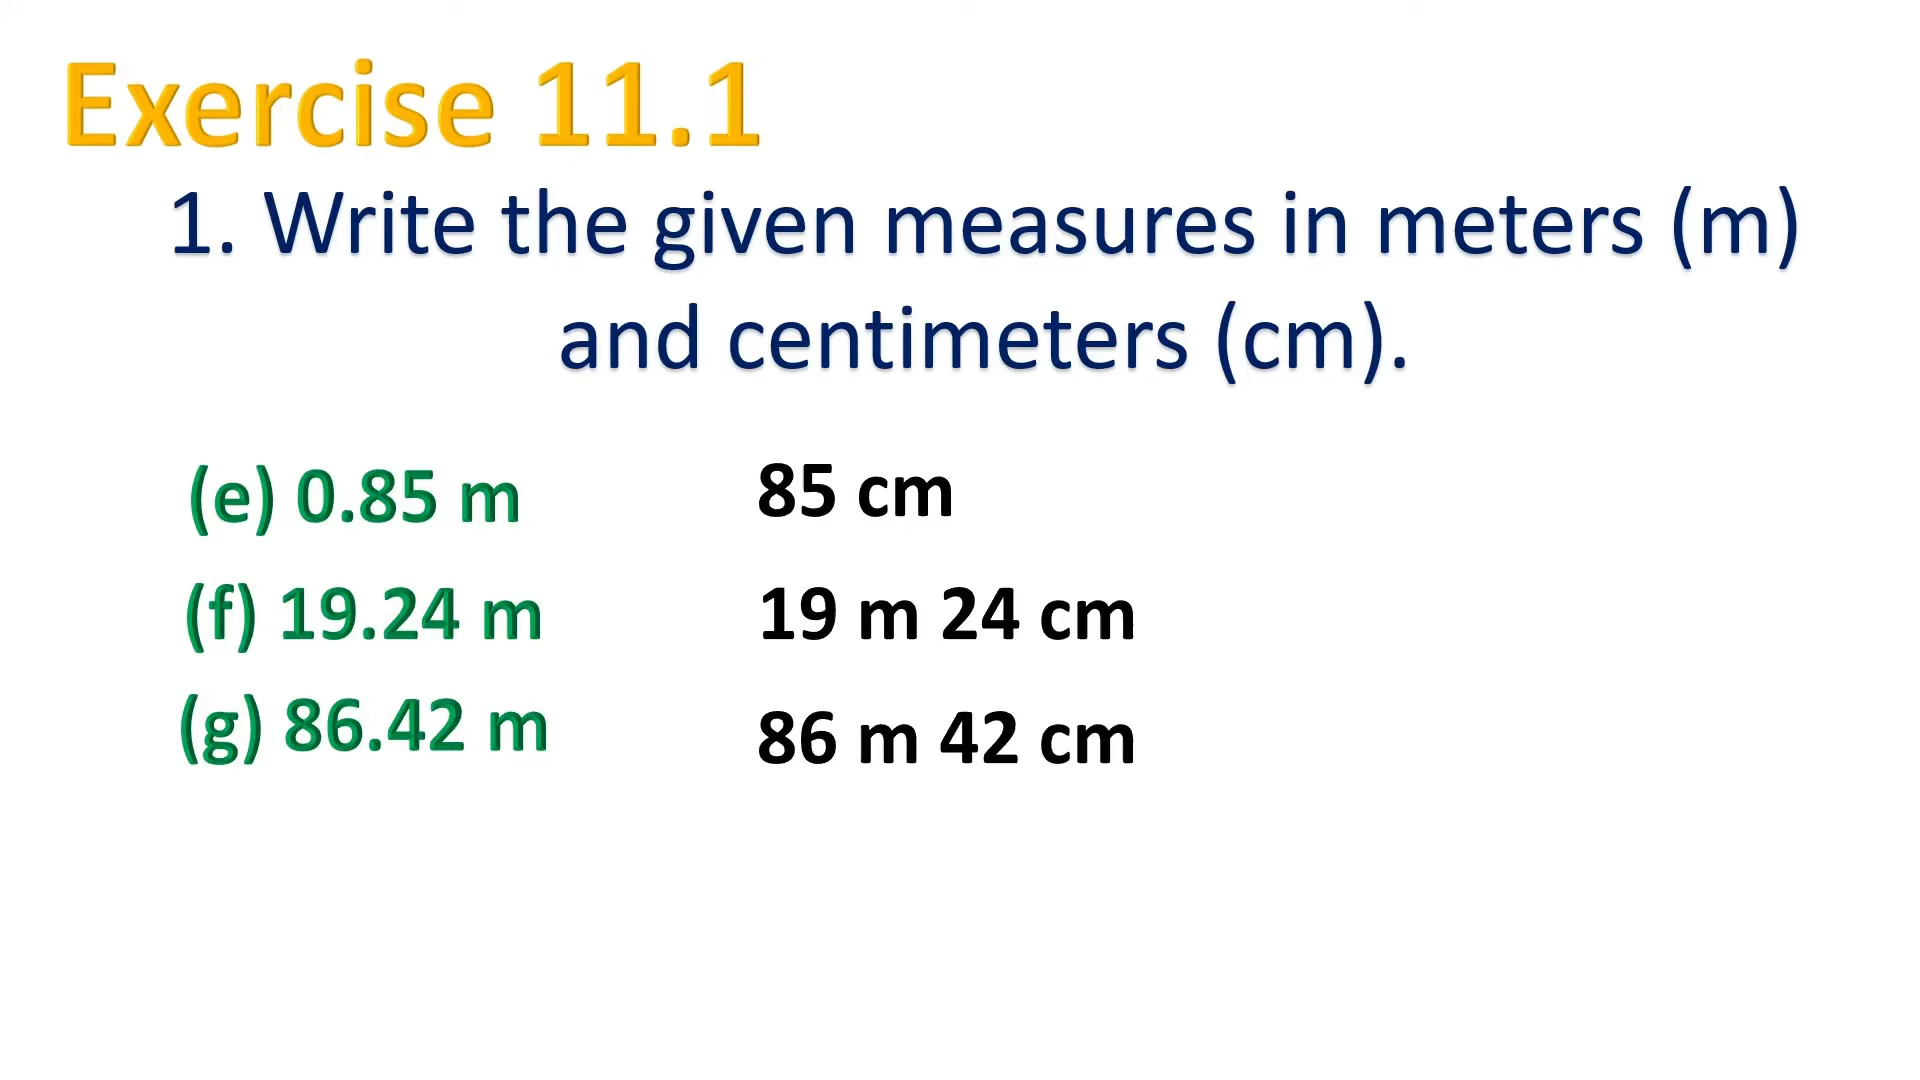 Exercise 11.1
1. Write the given measures in meters (m)
and centimeters (cm).
(e) 0.85 m 85 cm
(f) 19.24 m 19 m 24 cm
(g) 86.42 m 86 m 42 cm